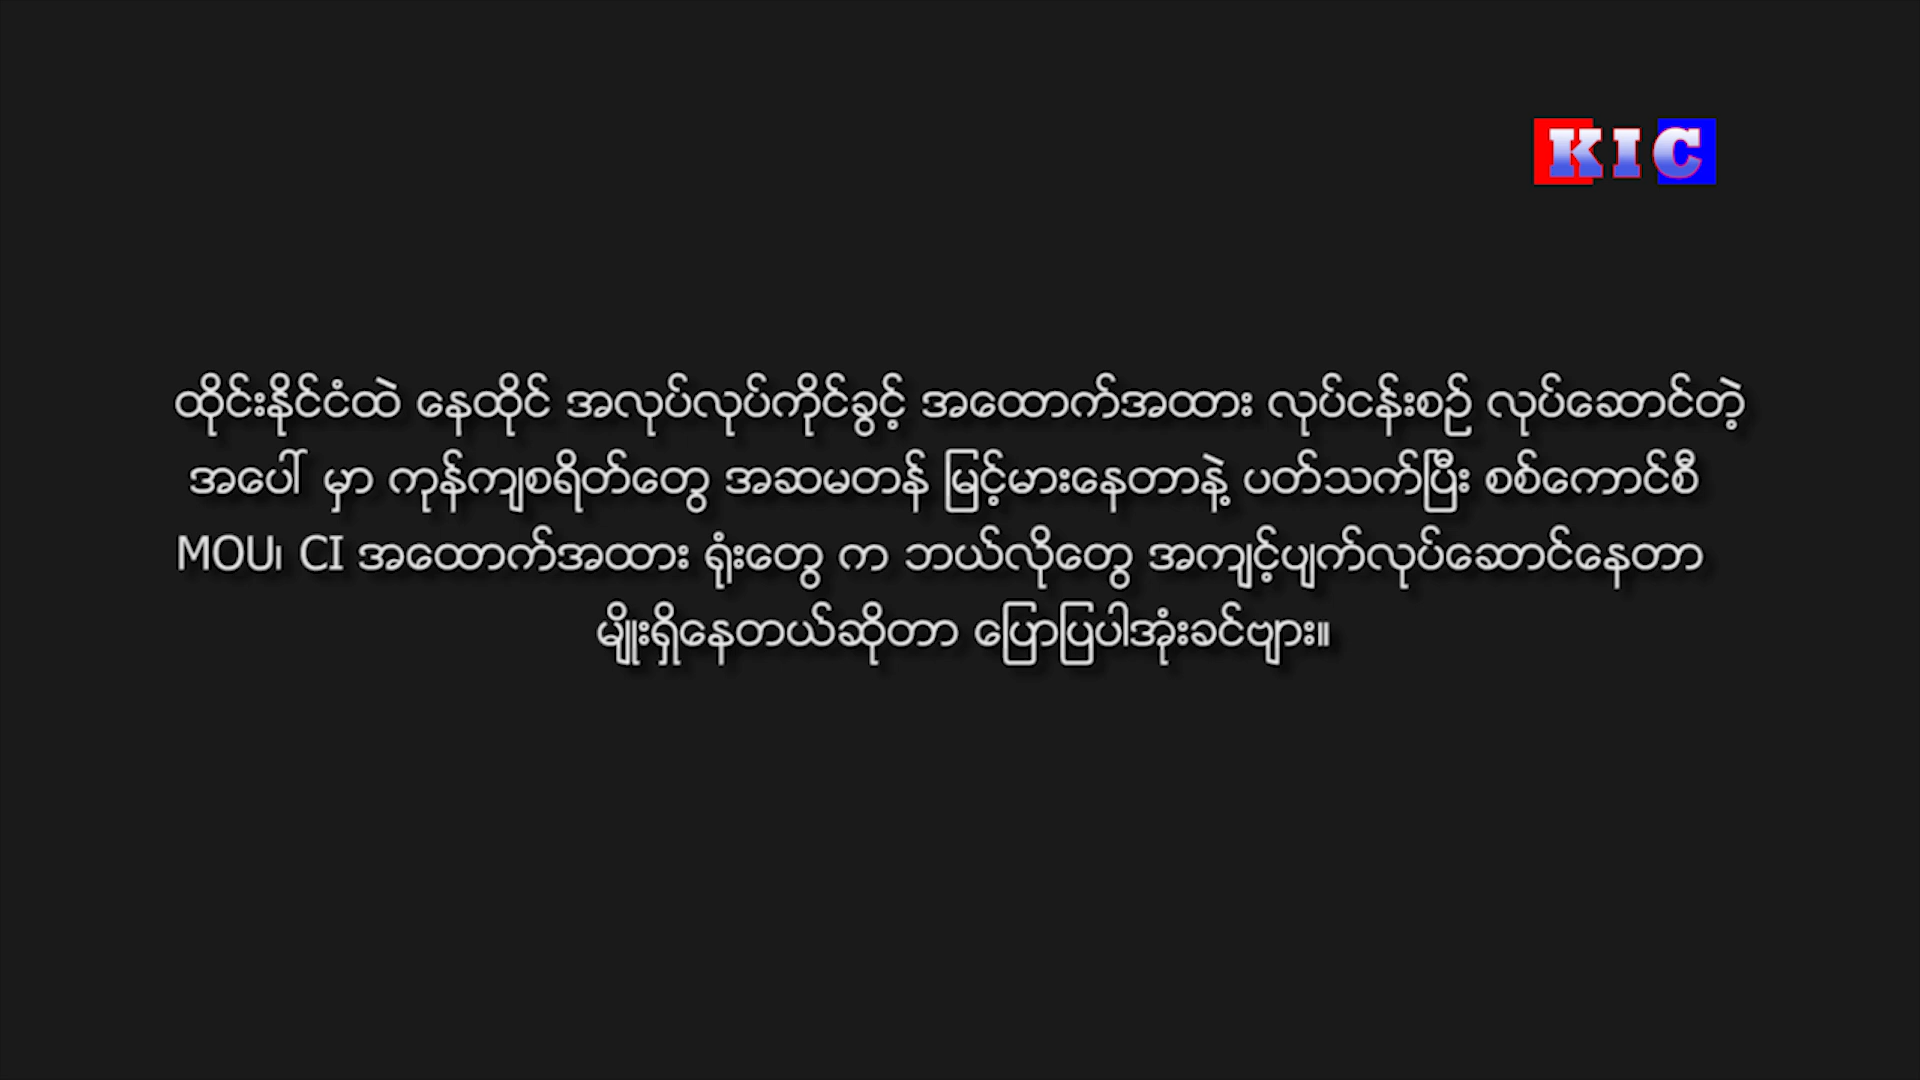 KIC
ထိုင်းနိုင်ငံထဲ နေထိုင် အလုပ်လုပ်ကိုင်ခွင့် အထောက်အထား လုပ်ငန်းစဉ် လုပ်ဆောင်တဲ့
အပေါ် မှာ ကုန်ကျစရိတ်တွေ အဆမတန် မြင့်မားနေတာနဲ့ ပတ်သက်ပြီး စစ်ကောင်စီ
MOU၊ CI အထောက်အထား ရုံးတွေ က ဘယ်လိုတွေ အကျင့်ပျက်လုပ်ဆောင်နေတာ
မျိုးရှိနေတယ်ဆိုတာ ပြောပြပါအုံးခင်ဗျား။